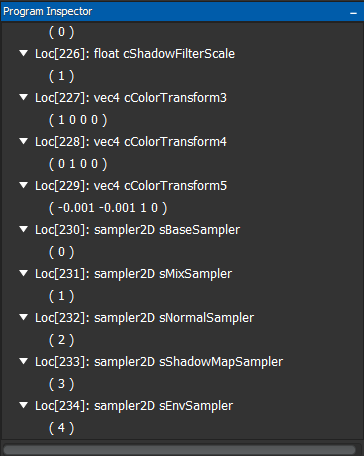 Program Inspector
( 0 )
Loc[226]: float cShadowFilterScale
( 1 )
Loc[227]: vec4 cColorTransform3
( 1 0 0 0 )
Loc[228]: vec4 cColorTransform4
( 0 1 0 0 )
Loc[229]: vec4 cColorTransform5
( -0.001 -0.001 1 0 )
Loc[230]: sampler2D sBaseSampler
( 0 )
Loc[231]: sampler2D sMixSampler
( 1 )
Loc[232]: sampler2D sNormalSampler
( 2 )
Loc[233]: sampler2D sShadowMapSampler
( 3 )
Loc[234]: sampler2D sEnvSampler
( 4 )